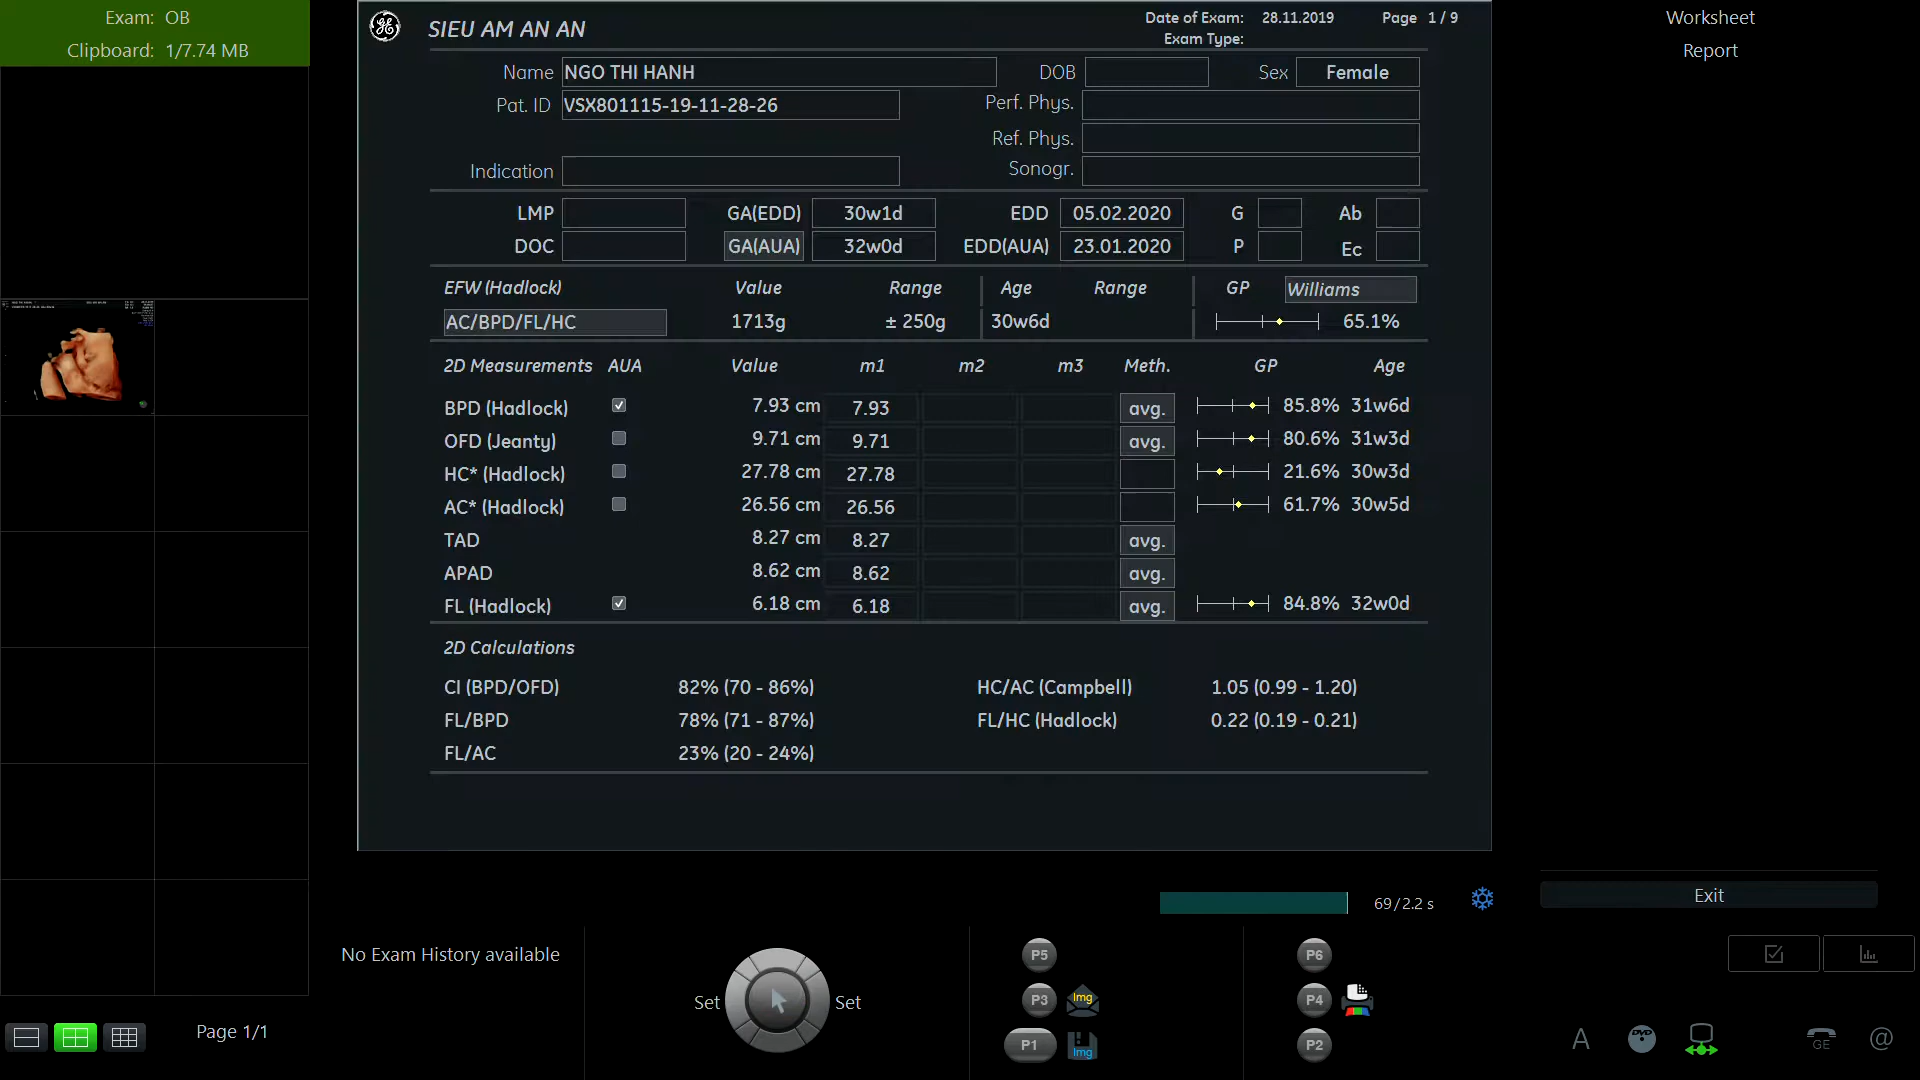 Exam: OB
Clipboard: 1/7.74 MB
SIEU AM AN AN
Date of Exam: 28.11.2019 Page 1 / 9
Exam Type:
Worksheet
Report
Name NGO THI HANH DOB Sex Female
Pat. ID VSX801115-19-11-28-26 Perf. Phys.
Ref. Phys.
Indication Sonogr.
LMP GA(EDD) 30w1d EDD 05.02.2020 G Ab
DOC GA(AUA) 32w0d EDD(AUA) 23.01.2020 P Ec
EFW (Hadlock) Value Range Age Range GP Williams
AC/BPD/FL/HC 1713g ± 250g 30w6d 65.1%
2D Measurements AUA Value m1 m2 m3 Meth. GP Age
BPD (Hadlock) 7.93 cm 7.93 avg. 85.8% 31w6d
OFD (Jeanty) 9.71 cm 9.71 avg. 80.6% 31w3d
HC* (Hadlock) 27.78 cm 27.78 21.6% 30w3d
AC* (Hadlock) 26.56 cm 26.56 61.7% 30w5d
TAD 8.27 cm 8.27 avg.
APAD 8.62 cm 8.62 avg.
FL (Hadlock) 6.18 cm 6.18 avg. 84.8% 32w0d
2D Calculations
CI (BPD/OFD) 82% (70 - 86%) HC/AC (Campbell) 1.05 (0.99 - 1.20)
FL/BPD 78% (71 - 87%) FL/HC (Hadlock) 0.22 (0.19 - 0.21)
FL/AC 23% (20 - 24%)
69/2.2 s
Exit
No Exam History available
Set Set
P5
P3 Img
P1 Img
P6
P4
P2
Page 1/1
A DVD GE @